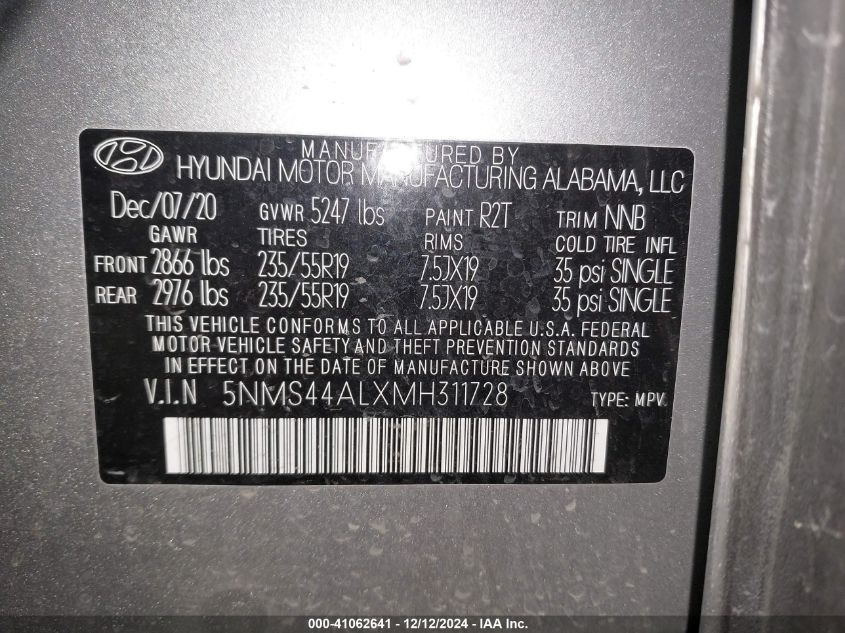 MANUFACTURED BY
HYUNDAI MOTOR MANUFACTURING ALABAMA, LLC
Dec/07/20 GVWR 5247 lbs PAINT R2T TRIM NNB
GAWR TIRES RIMS COLD TIRE INFL
FRONT 2866 lbs 235/55R19 7.5JX19 35 psi SINGLE
REAR 2976 lbs 235/55R19 7.5JX19 35 psi SINGLE
THIS VEHICLE CONFORMS TO ALL APPLICABLE U.S.A. FEDERAL
MOTOR VEHICLE SAFETY AND THEFT PREVENTION STANDARDS
IN EFFECT ON THE DATE OF MANUFACTURE SHOWN ABOVE
V.I.N 5NMS44ALXMH311728 TYPE: MPV
000-41062641 - 12/12/2024 - IAA Inc.